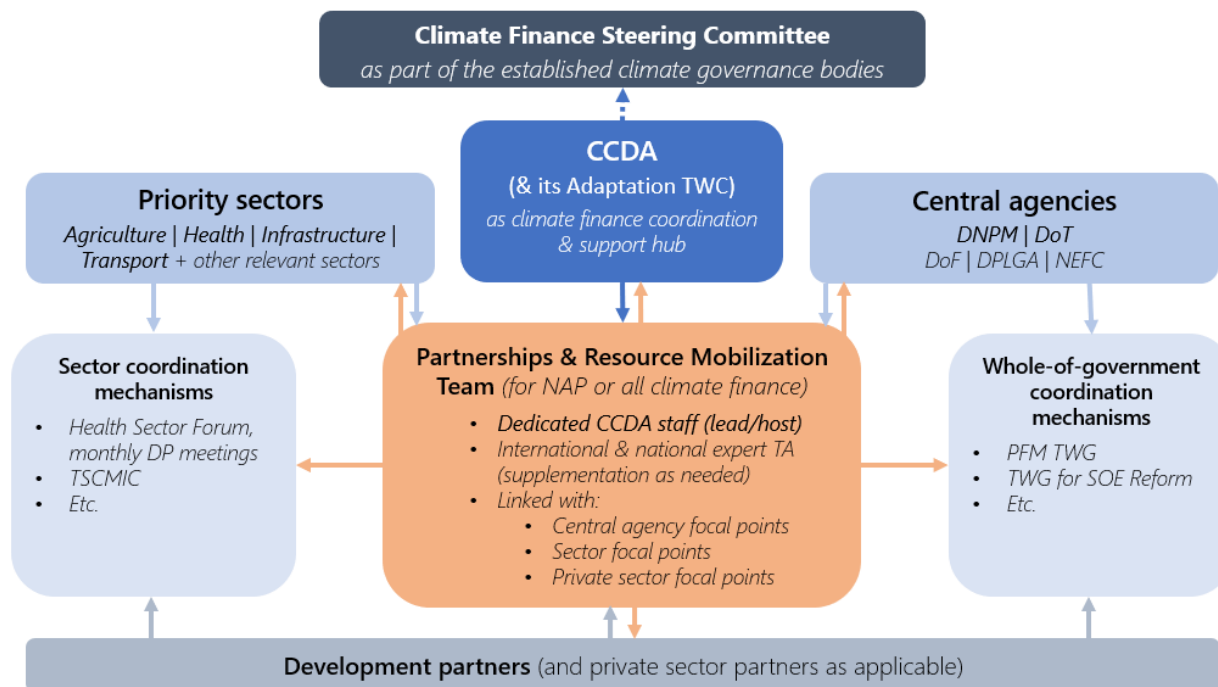 Climate Finance Steering Committee
as part of the established climate governance bodies
CCDA
(& its Adaptation TWC)
as climate finance coordination
& support hub
Priority sectors
Agriculture | Health | Infrastructure |
Transport + other relevant sectors
Central agencies
DNPM | DoT
DoF | DPLGA | NEFC
Sector coordination
mechanisms
• Health Sector Forum,
monthly DP meetings
• TSCMIC
• Etc.
Partnerships & Resource Mobilization
Team (for NAP or all climate finance)
• Dedicated CCDA staff (lead/host)
• International & national expert TA
(supplementation as needed)
• Linked with:
• Central agency focal points
• Sector focal points
• Private sector focal points
Whole-of-government
coordination
mechanisms
• PFM TWG
• TWG for SOE Reform
• Etc.
Development partners (and private sector partners as applicable)